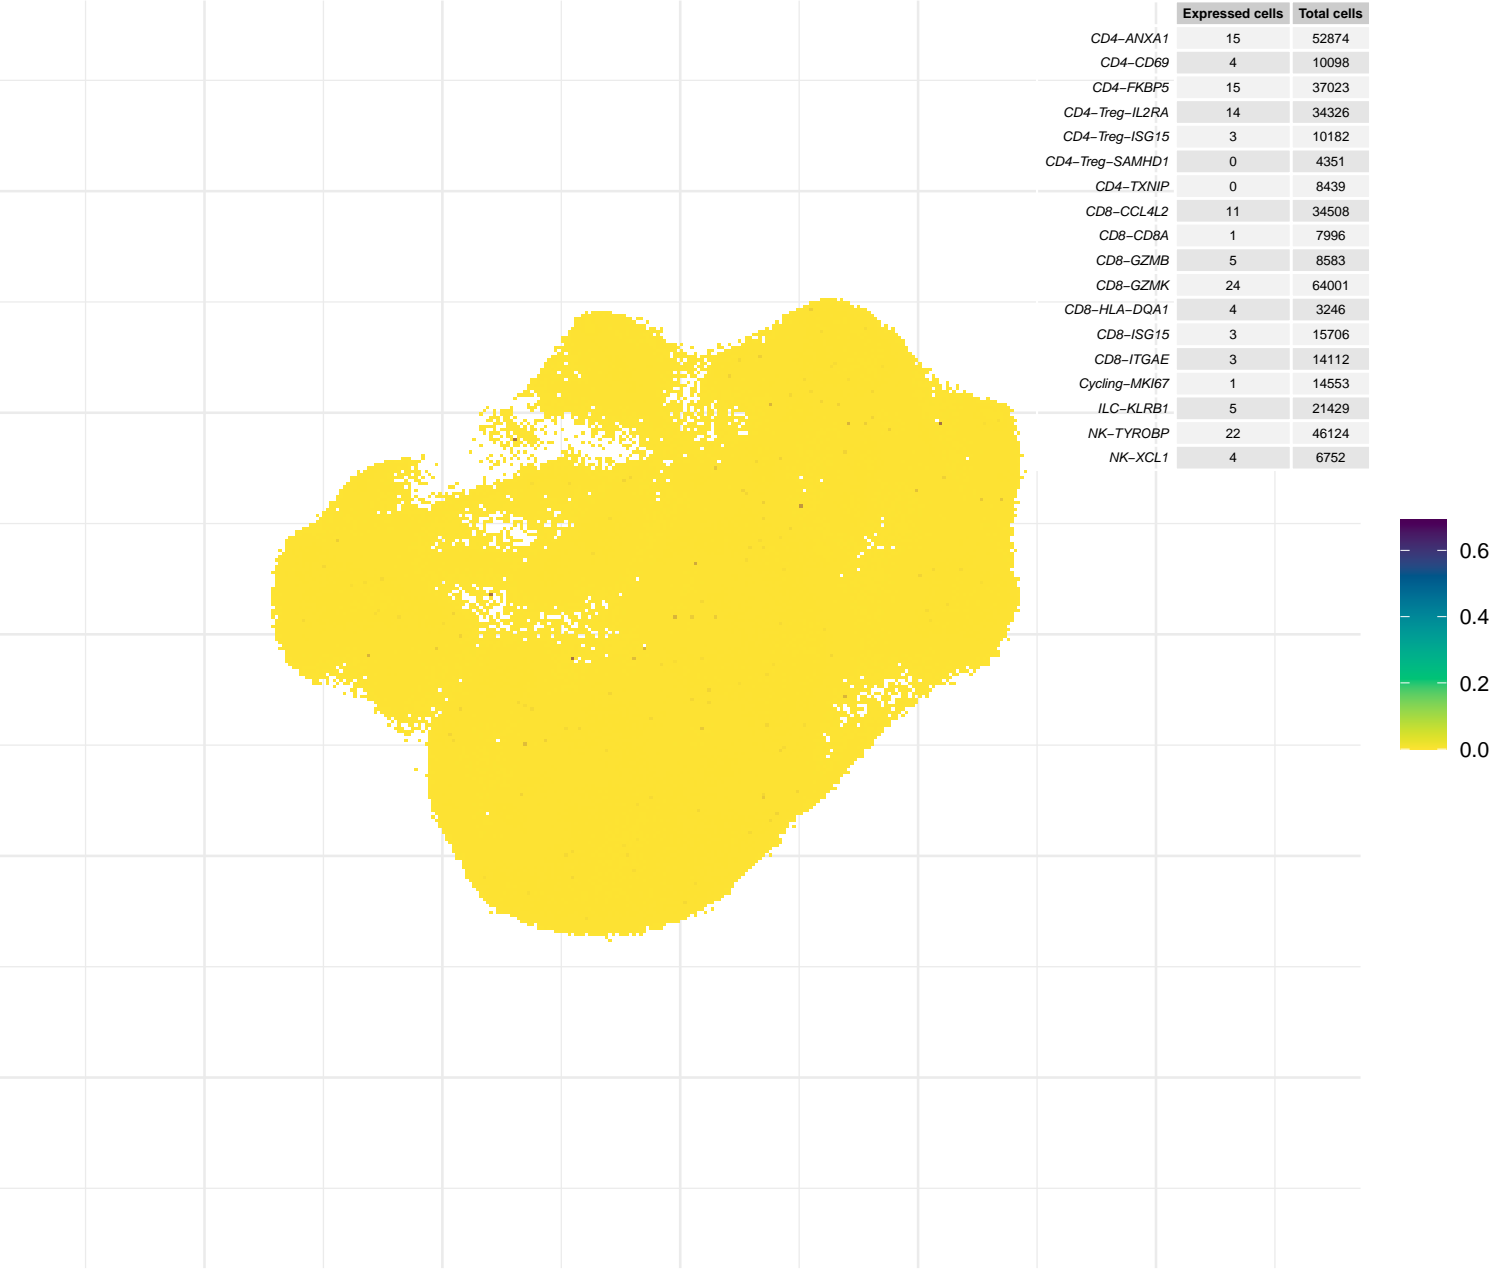 Expressed cells Total cells
CD4−ANXA1 15 52874
CD4−CD69 4 10098
CD4−FKBP5 15 37023
CD4−Treg−IL2RA 14 34326
CD4−Treg−ISG15 3 10182
CD4−Treg−SAMHD1 0 4351
CD4−TXNIP 0 8439
CD8−CCL4L2 11 34508
CD8−CD8A 1 7996
CD8−GZMB 5 8583
CD8−GZMK 24 64001
CD8−HLA−DQA1 4 3246
CD8−ISG15 3 15706
CD8−ITGAE 3 14112
Cycling−MKI67 1 14553
ILC−KLRB1 5 21429
NK−TYROBP 22 46124
NK−XCL1 4 6752
0.6
0.4
0.2
0.0